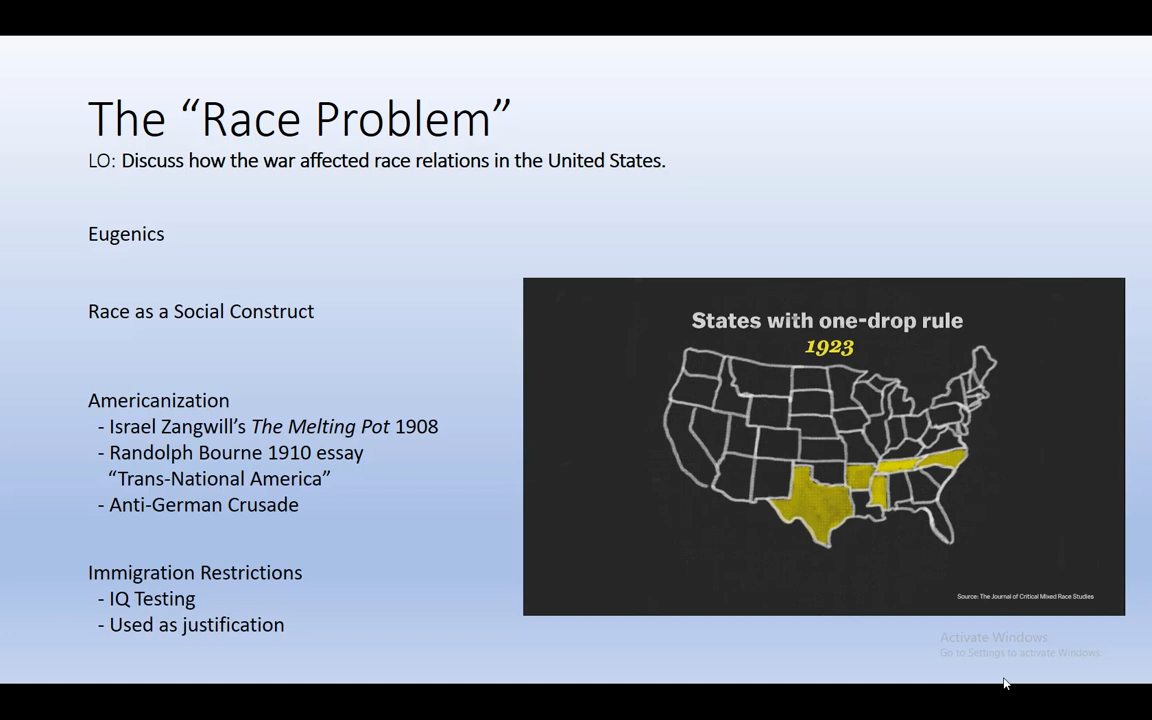 The “Race Problem”
LO: Discuss how the war affected race relations in the United States.
Eugenics
Race as a Social Construct
Americanization
- Israel Zangwill’s The Melting Pot 1908
- Randolph Bourne 1910 essay
“Trans-National America”
- Anti-German Crusade
Immigration Restrictions
- IQ Testing
- Used as justification
States with one-drop rule
1923
Source: The Journal of Critical Mixed Race Studies
Activate Windows
Go to Settings to activate Windows.